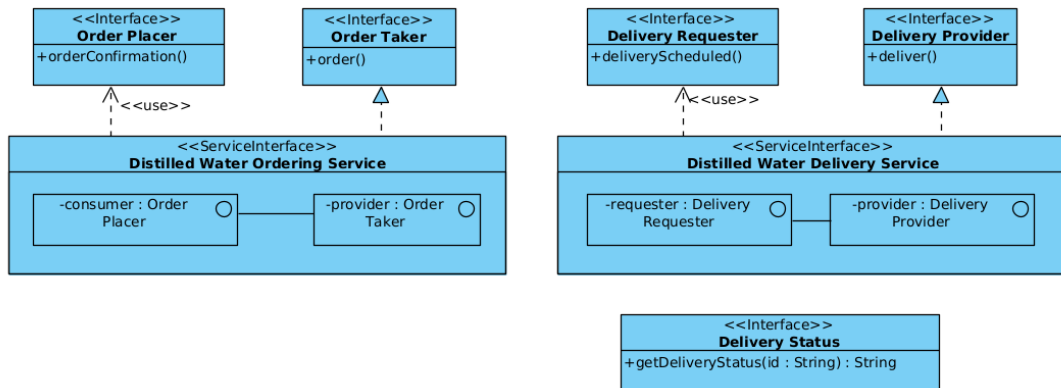 <<Interface>>
Order Placer
+orderConfirmation()
<<Interface>>
Order Taker
+order()
<<Interface>>
Delivery Requester
+deliveryScheduled()
<<Interface>>
Delivery Provider
+deliver()
<<use>>
<<use>>
<<ServiceInterface>>
Distilled Water Ordering Service
-consumer : Order
Placer
-provider : Order
Taker
<<ServiceInterface>>
Distilled Water Delivery Service
-requester : Delivery
Requester
-provider : Delivery
Provider
<<Interface>>
Delivery Status
+getDeliveryStatus(id : String) : String